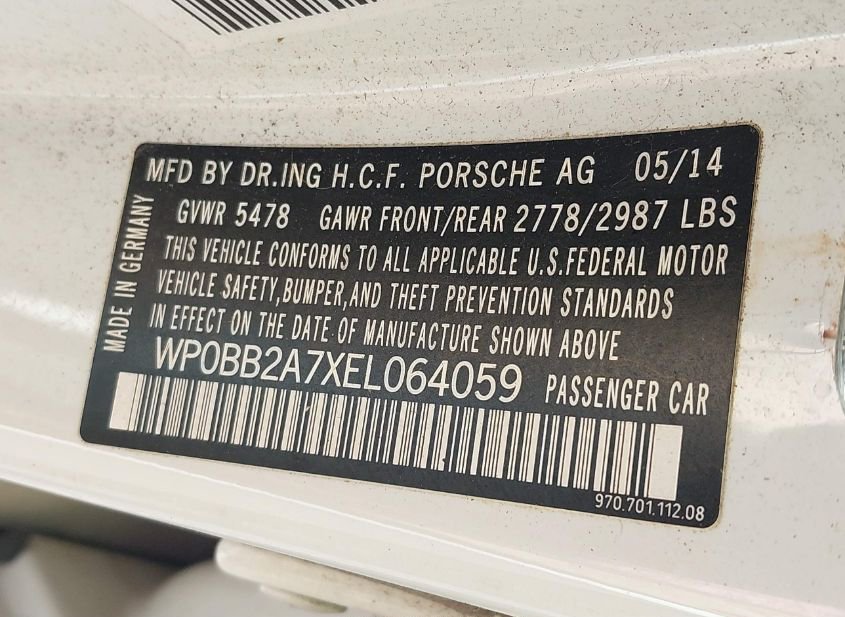 MFD BY DR.ING H.C.F. PORSCHE AG 05/14
GVWR 5478 GAWR FRONT/REAR 2778/2987 LBS
THIS VEHICLE CONFORMS TO ALL APPLICABLE U.S.FEDERAL MOTOR
VEHICLE SAFETY,BUMPER,AND THEFT PREVENTION STANDARDS
IN EFFECT ON THE DATE OF MANUFACTURE SHOWN ABOVE
WP0BB2A7XEL064059 PASSENGER CAR
970.701.112.08
MADE IN GERMANY